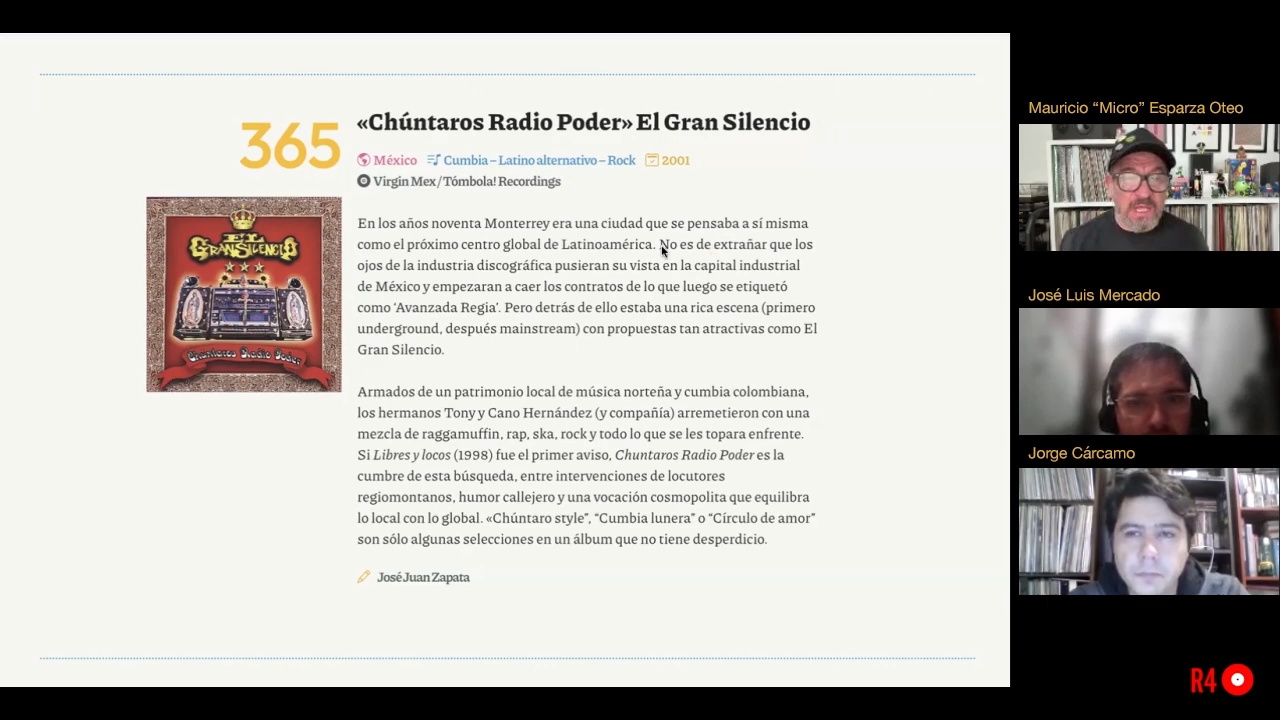 365
«Chúntaros Radio Poder» El Gran Silencio
México Cumbia – Latino alternativo – Rock 2001
Virgin Mex / Tómbola! Recordings
EL
GRAN SILENCIO
Chuntaros Radio Poder
En los años noventa Monterrey era una ciudad que se pensaba a sí misma
como el próximo centro global de Latinoamérica. No es de extrañar que los
ojos de la industria discográfica pusieran su vista en la capital industrial
de México y empezaran a caer los contratos de lo que luego se etiquetó
como ‘Avanzada Regia’. Pero detrás de ello estaba una rica escena (primero
underground, después mainstream) con propuestas tan atractivas como El
Gran Silencio.
Armados de un patrimonio local de música norteña y cumbia colombiana,
los hermanos Tony y Cano Hernández (y compañía) arremetieron con una
mezcla de raggamuffin, rap, ska, rock y todo lo que se les topara enfrente.
Si Libres y locos (1998) fue el primer aviso, Chuntaros Radio Poder es la
cumbre de esta búsqueda, entre intervenciones de locutores
regiomontanos, humor callejero y una vocación cosmopolita que equilibra
lo local con lo global. «Chúntaro style”, “Cumbia lunera” o “Círculo de amor”
son sólo algunas selecciones en un álbum que no tiene desperdicio.
José Juan Zapata
Mauricio “Micro” Esparza Oteo
José Luis Mercado
Jorge Cárcamo
R4